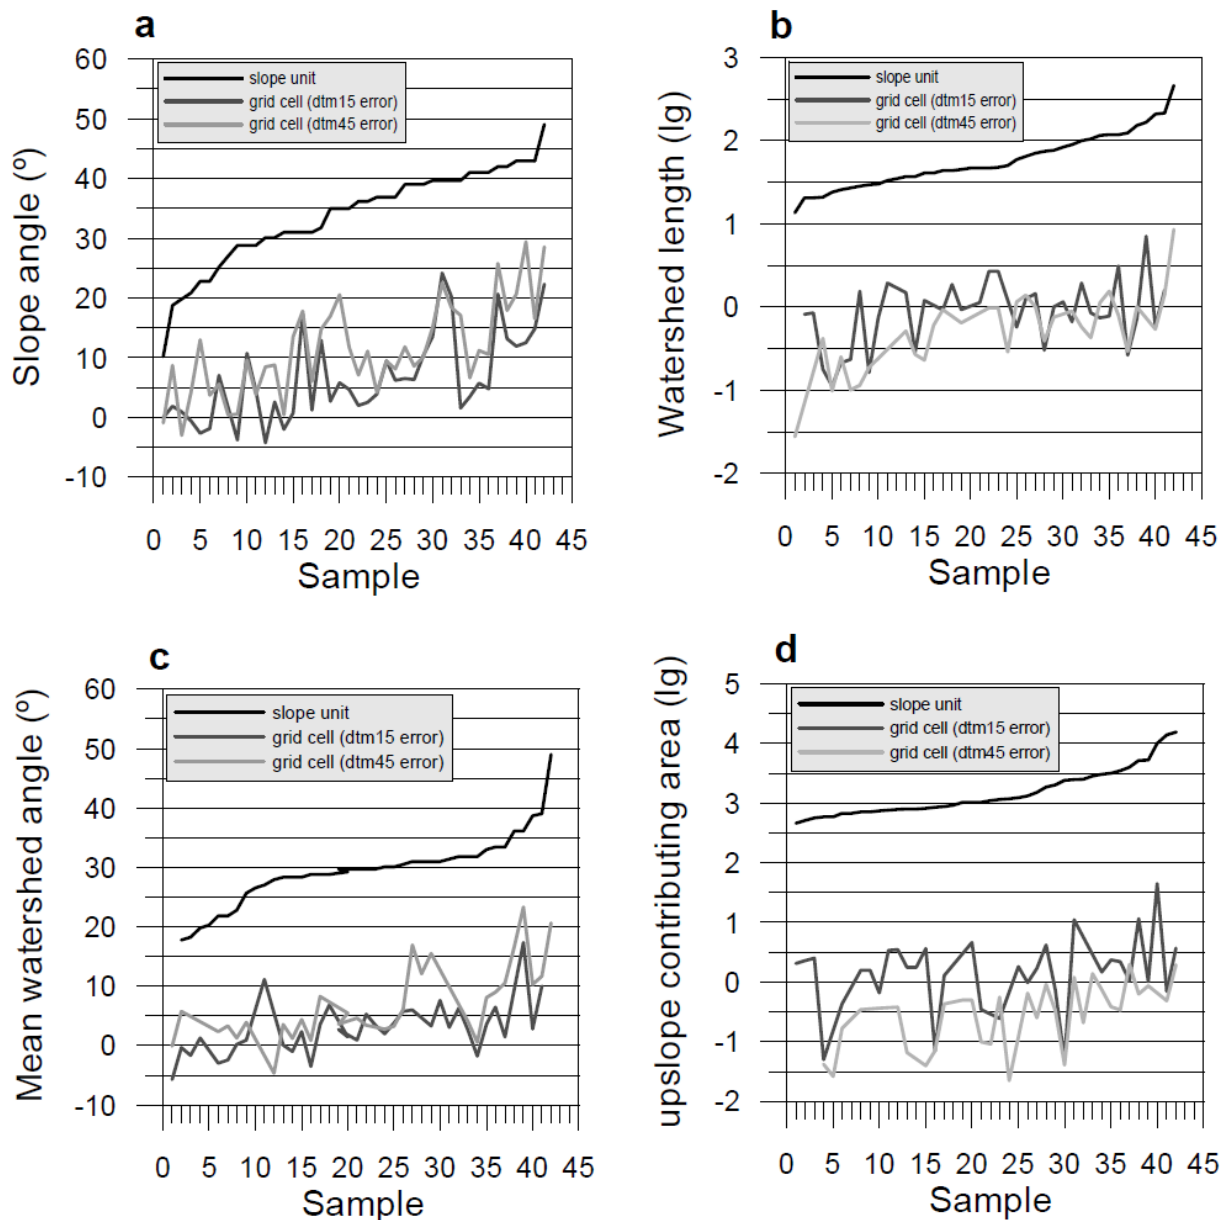 a
60
50
40
30
20
10
0
-10
Slope angle (º)
slope unit
grid cell (dtm15 error)
grid cell (dtm45 error)
0 5 10 15 20 25 30 35 40 45
Sample
b
3
2
1
0
-1
-2
Watershed length (lg)
slope unit
grid cell (dtm15 error)
grid cell (dtm45 error)
0 5 10 15 20 25 30 35 40 45
Sample
c
60
50
40
30
20
10
0
-10
Mean watershed angle (º)
slope unit
grid cell (dtm15 error)
grid cell (dtm45 error)
0 5 10 15 20 25 30 35 40 45
Sample
d
5
4
3
2
1
0
-1
-2
upslope contributing area (lg)
slope unit
grid cell (dtm15 error)
grid cell (dtm45 error)
0 5 10 15 20 25 30 35 40 45
Sample